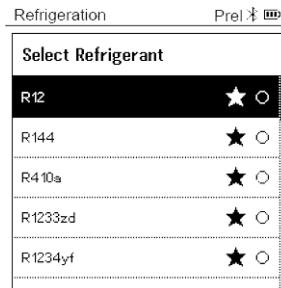 Refrigeration Prel
Select Refrigerant
R12
R144
R410a
R1233zd
R1234yf